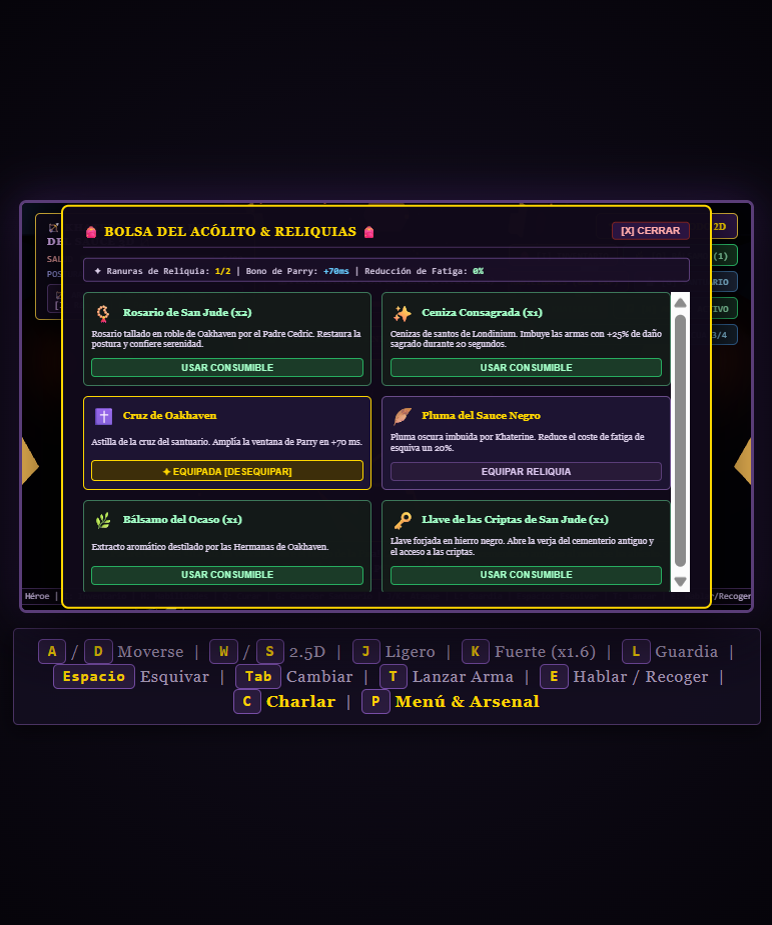 BOLSA DEL ACÓLITO & RELIQUIAS
[X] CERRAR
2D
✦ Ranuras de Reliquia: 1/2 | Bono de Parry: +70ms | Reducción de Fatiga: 0%
(1)
3/4
Rosario de San Jude (x2)
Rosario tallado en roble de Oakhaven por el Padre Cedric. Restaura la
postura y confiere serenidad.
USAR CONSUMIBLE
Ceniza Consagrada (x1)
Cenizas de santos de Londinium. Imbuye las armas con +25% de daño
sagrado durante 20 segundos.
USAR CONSUMIBLE
Cruz de Oakhaven
Astilla de la cruz del santuario. Amplía la ventana de Parry en +70 ms.
✦ EQUIPADA [DESEQUIPAR]
Pluma del Sauce Negro
Pluma oscura imbuida por Khaterine. Reduce el coste de fatiga de
esquiva un 20%.
EQUIPAR RELIQUIA
Bálsamo del Ocaso (x1)
Extracto aromático destilado por las Hermanas de Oakhaven.
USAR CONSUMIBLE
Llave de las Criptas de San Jude (x1)
Llave forjada en hierro negro. Abre la verja del cementerio antiguo y
el acceso a las criptas.
USAR CONSUMIBLE
Héroe |
/Recoger
A / D Moverse | W / S 2.5D | J Ligero | K Fuerte (x1.6) | L Guardia |
Espacio Esquivar | Tab Cambiar | T Lanzar Arma | E Hablar / Recoger |
C Charlar | P Menú & Arsenal